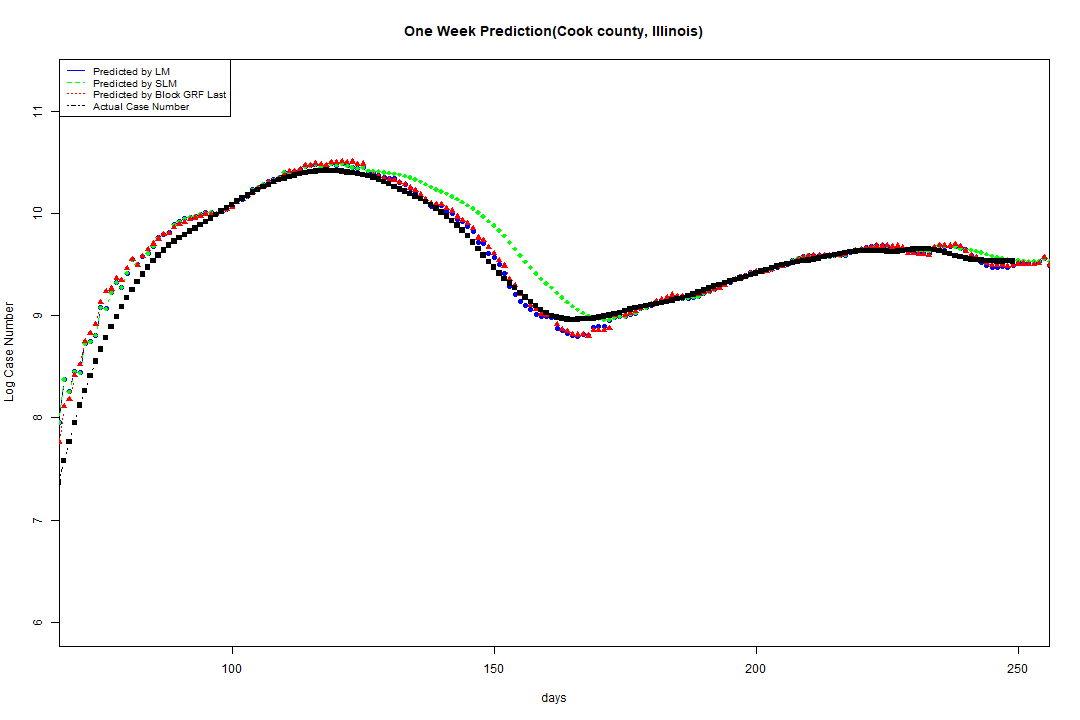 One Week Prediction(Cook county, Illinois)
Predicted by LM
Predicted by SLM
Predicted by Block GRF Last
Actual Case Number
11
10
9
8
7
6
Log Case Number
100
150
200
250
days